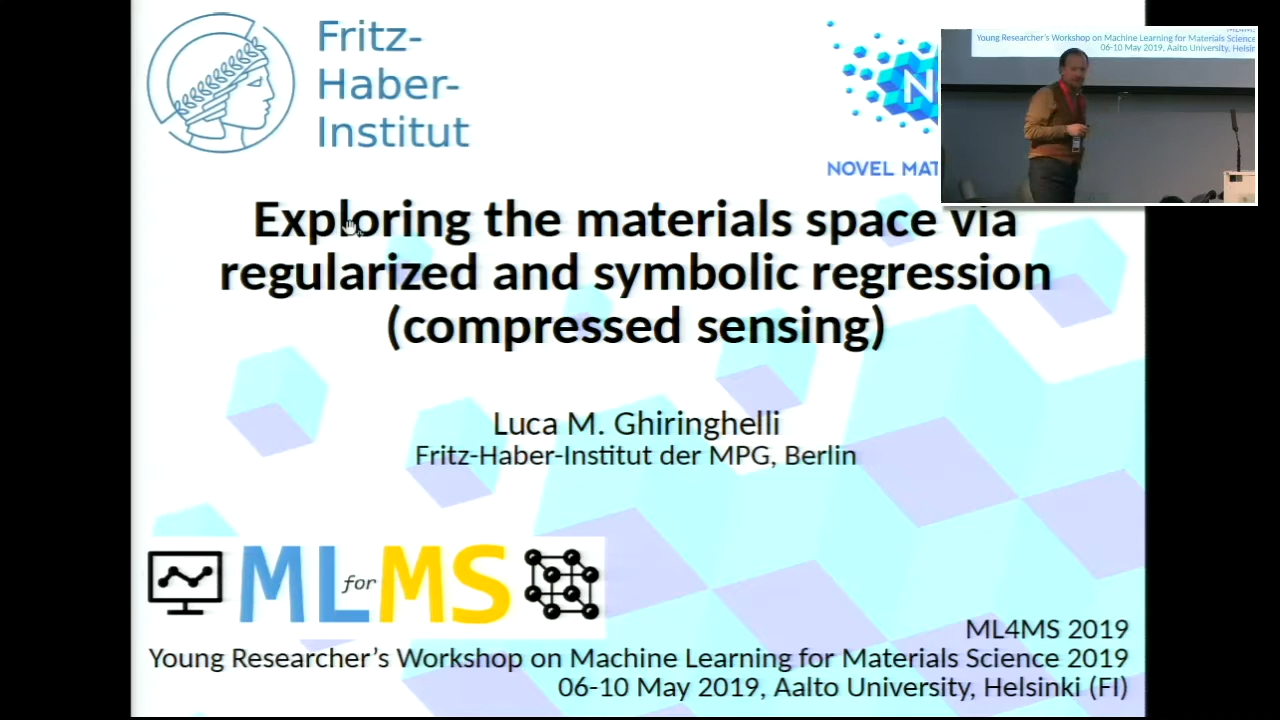 Fritz-
Haber-
Institut
NOVEL MAT
Young Researcher's Workshop on Machine Learning for Materials Science
06-10 May 2019, Aalto University, Helsin
Exploring the materials space via
regularized and symbolic regression
(compressed sensing)
Luca M. Ghiringhelli
Fritz-Haber-Institut der MPG, Berlin
ML for MS
ML4MS 2019
Young Researcher's Workshop on Machine Learning for Materials Science 2019
06-10 May 2019, Aalto University, Helsinki (FI)